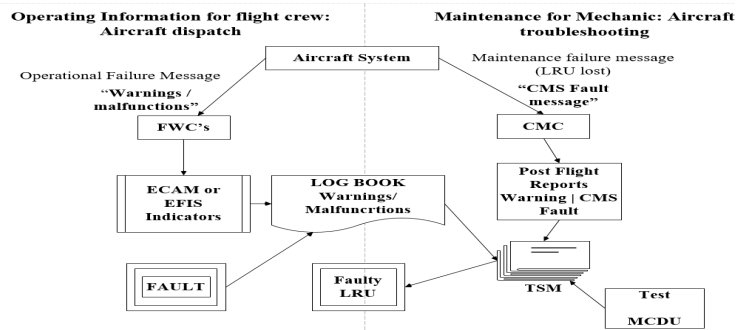 Operating Information for flight crew:
Aircraft dispatch
Maintenance for Mechanic: Aircraft
troubleshooting
Aircraft System
Operational Failure Message
“Warnings /
malfunctions”
Maintenance failure message
(LRU lost)
“CMS Fault
message”
FWC's
CMC
ECAM or
EFIS
Indicators
LOG BOOK
Warnings/
Malfuncrtions
Post Flight
Reports
Warning | CMS
Fault
FAULT
Faulty
LRU
TSM
Test
MCDU